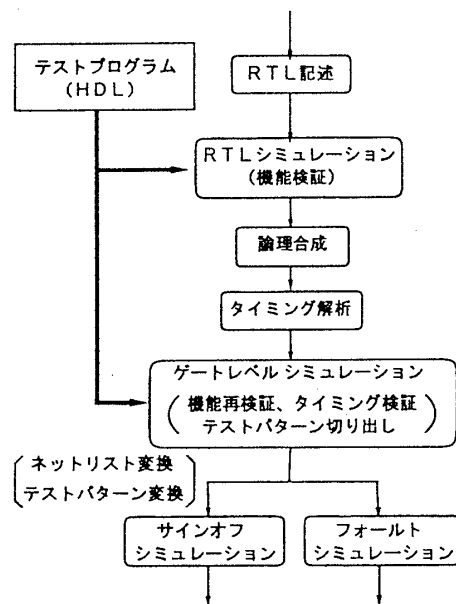 テストプログラム
(HDL)
RTL記述
RTLシミュレーション
(機能検証)
論理合成
タイミング解析
ゲートレベル シミュレーション
機能再検証、タイミング検証
テストパターン切り出し
ネットリスト変換
テストパターン変換
サインオフ
シミュレーション
フォールト
シミュレーション